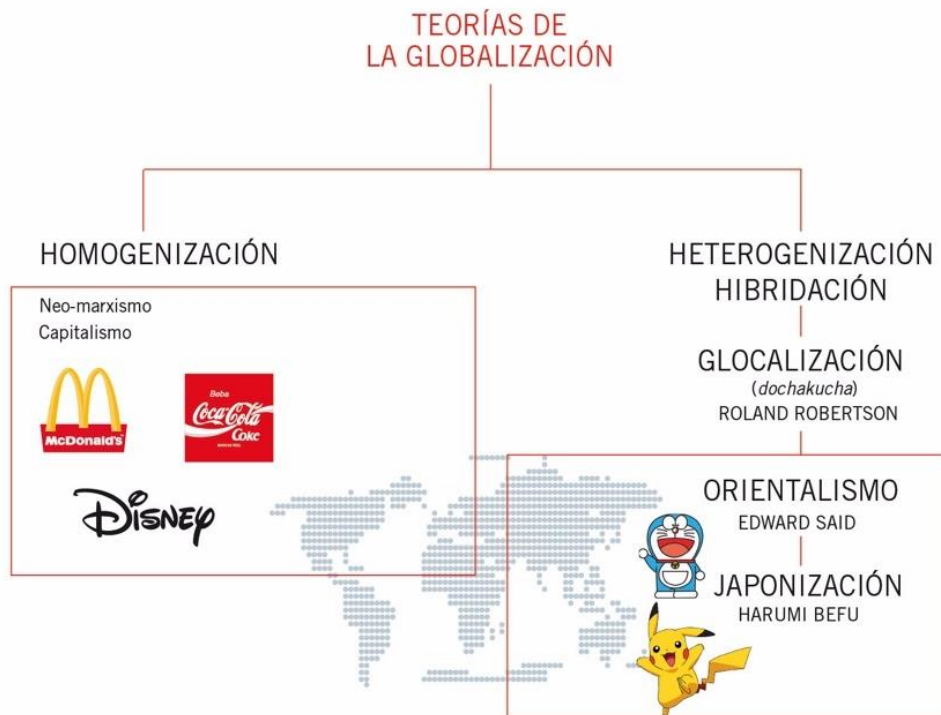 TEORÍAS DE
LA GLOBALIZACIÓN
HOMOGENIZACIÓN
Neo-marxismo
Capitalismo
McDonald's
Beba
Coca-Cola
Coke
DISNEY
HETEROGENIZACIÓN
HIBRIDACIÓN
GLOCALIZACIÓN
(dochakucha)
ROLAND ROBERTSON
ORIENTALISMO
EDWARD SAID
JAPONIZACIÓN
HARUMI BEFU